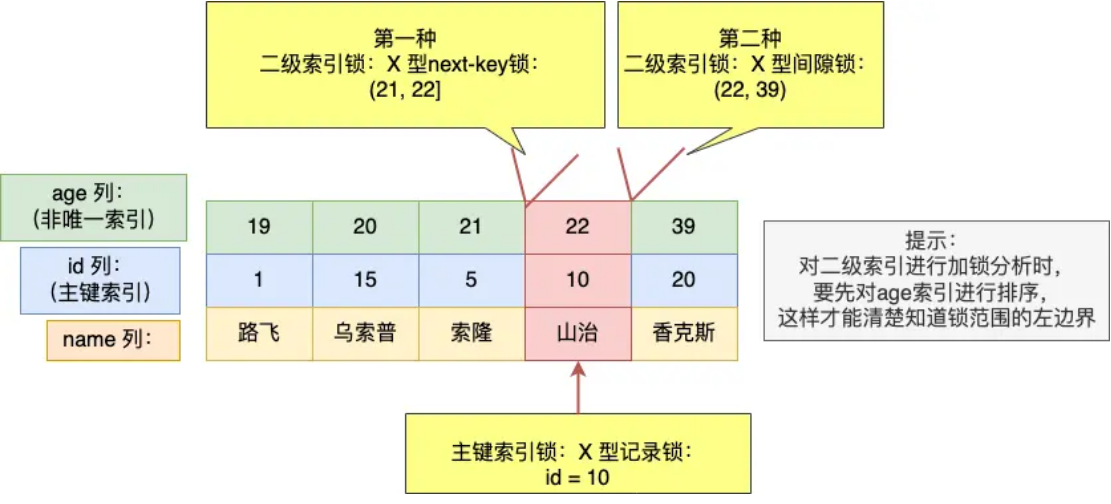 第一种
二级索引锁：X 型next-key锁：
(21, 22]
第二种
二级索引锁：X 型间隙锁：
(22, 39)
age 列：
（非唯一索引）
19 20 21 22 39
id 列：
（主键索引）
1 15 5 10 20
name 列：
路飞 乌索普 索隆 山治 香克斯
提示：
对二级索引进行加锁分析时，
要先对age索引进行排序，
这样才能清楚知道锁范围的左边界
主键索引锁：X 型记录锁：
id = 10